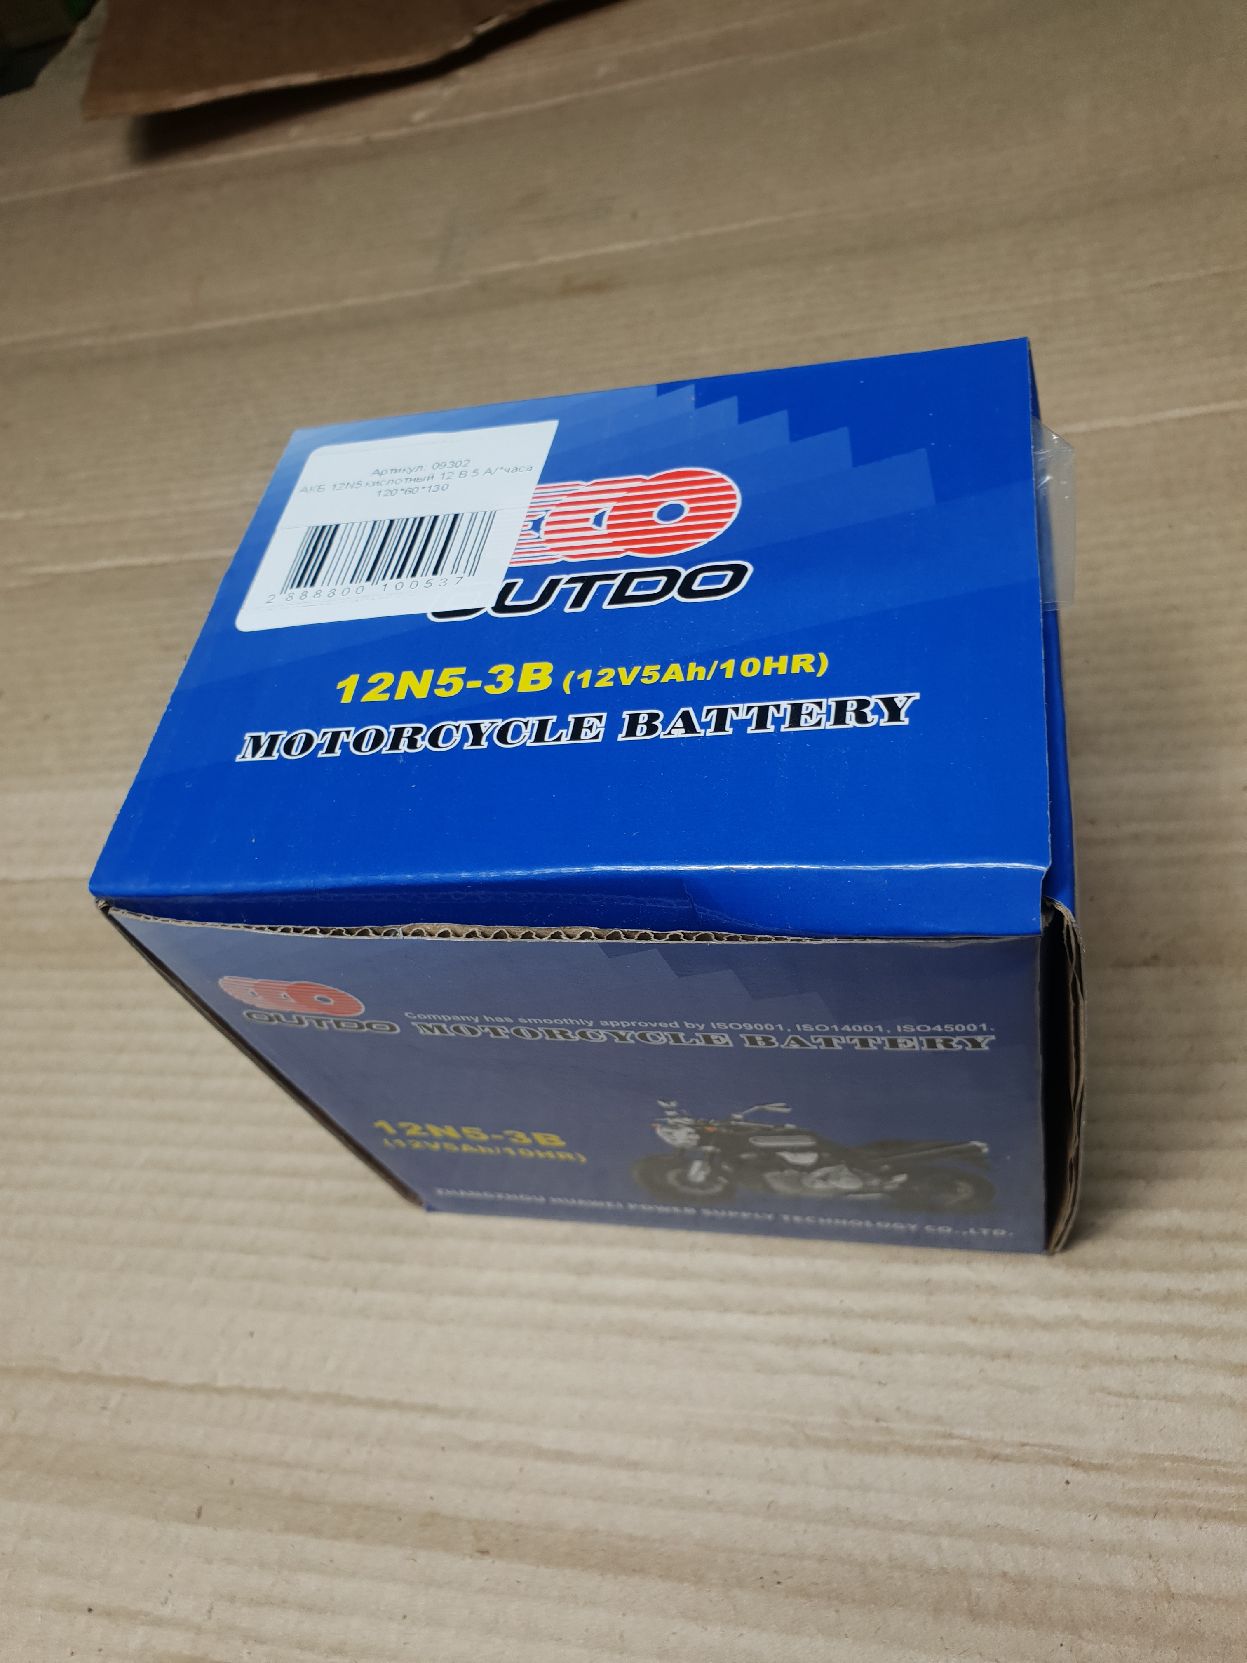 Артикул: 09302
АКБ 12N5 кислотный 12 В 5 А/*часа
120*60*130
2 888800 100537
OUTDO
12N5-3B (12V5Ah/10HR)
MOTORCYCLE BATTERY
OUTDO
Company has smoothly approved by ISO9001, ISO14001, ISO45001.
MOTORCYCLE BATTERY
12N5-3B
(12V5Ah/10HR)
ZHANGZHOU HUAWEI POWER SUPPLY TECHNOLOGY CO.,LTD.